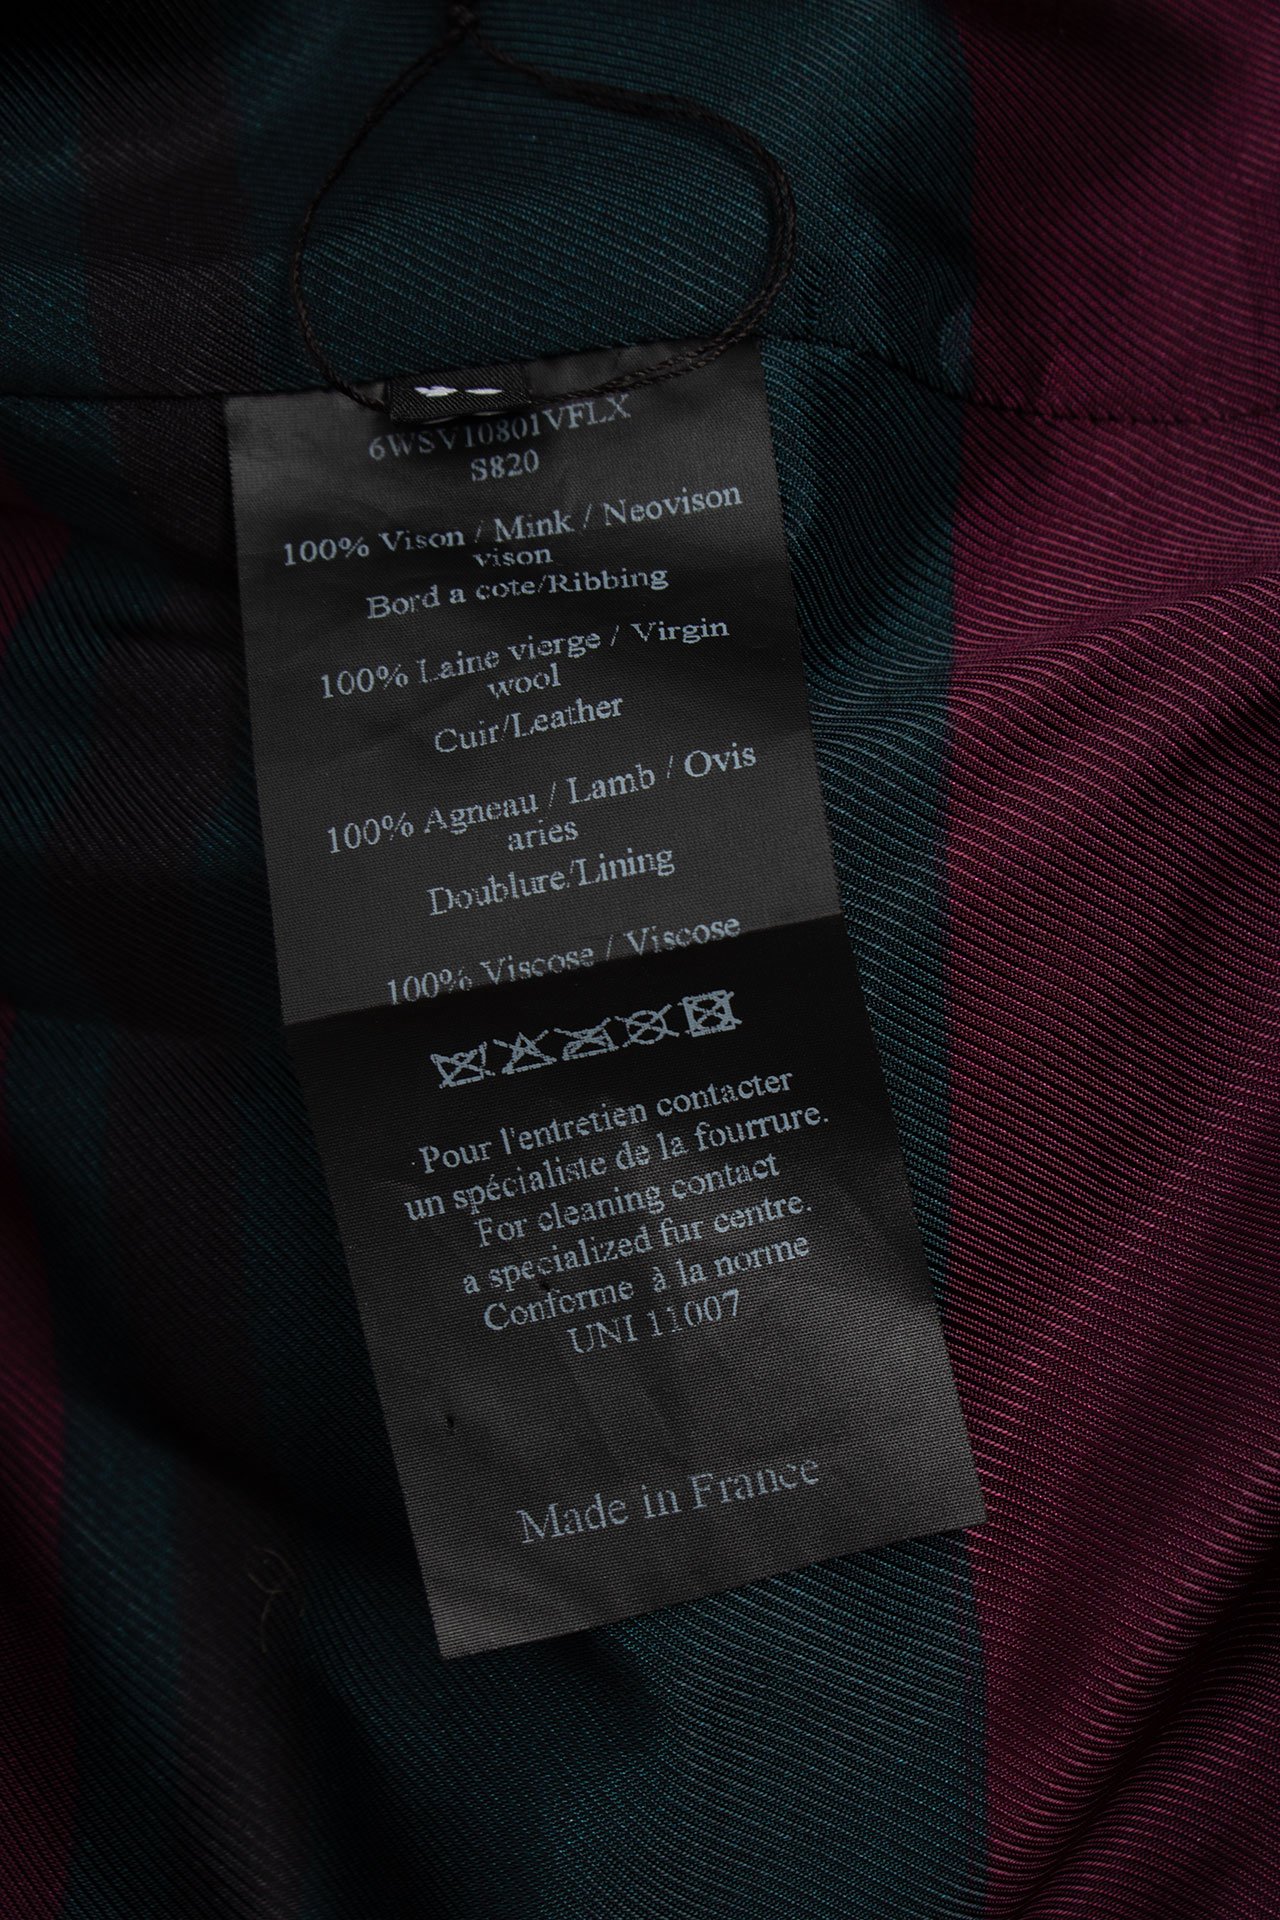 6WSV10801VFLX
S820
100% Vison / Mink / Neovison
vison
Bord a cote/Ribbing
100% Laine vierge / Virgin
wool
Cuir/Leather
100% Agneau / Lamb / Ovis
aries
Doublure/Lining
100% Viscose / Viscose
Pour l'entretien contacter
un spécialiste de la fourrure.
For cleaning contact
a specialized fur centre.
Conforme à la norme
UNI 11007
Made in France